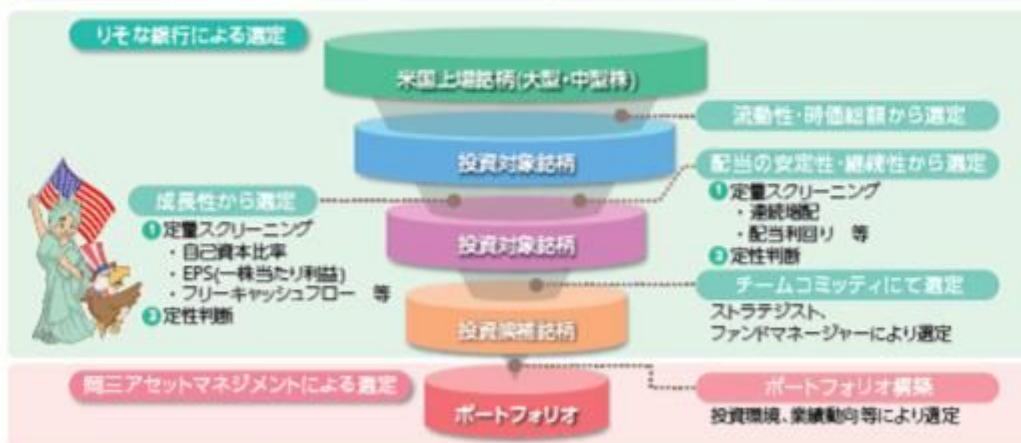 りそな銀行による選定
米国上場銘柄(大型・中型株)
流動性・時価総額から選定
投資対象銘柄
配当の安定性・継続性から選定
❶定量スクリーニング
・連続増配
・配当利回り 等
❷定性判断
成長性から選定
❶定量スクリーニング
・自己資本比率
・EPS(一株当たり利益)
・フリーキャッシュフロー 等
❷定性判断
投資対象銘柄
チームコミッティにて選定
ストラテジスト、
ファンドマネージャーにより選定
投資候補銘柄
岡三アセットマネジメントによる選定
ポートフォリオ
ポートフォリオ構築
投資環境、業績動向等により選定